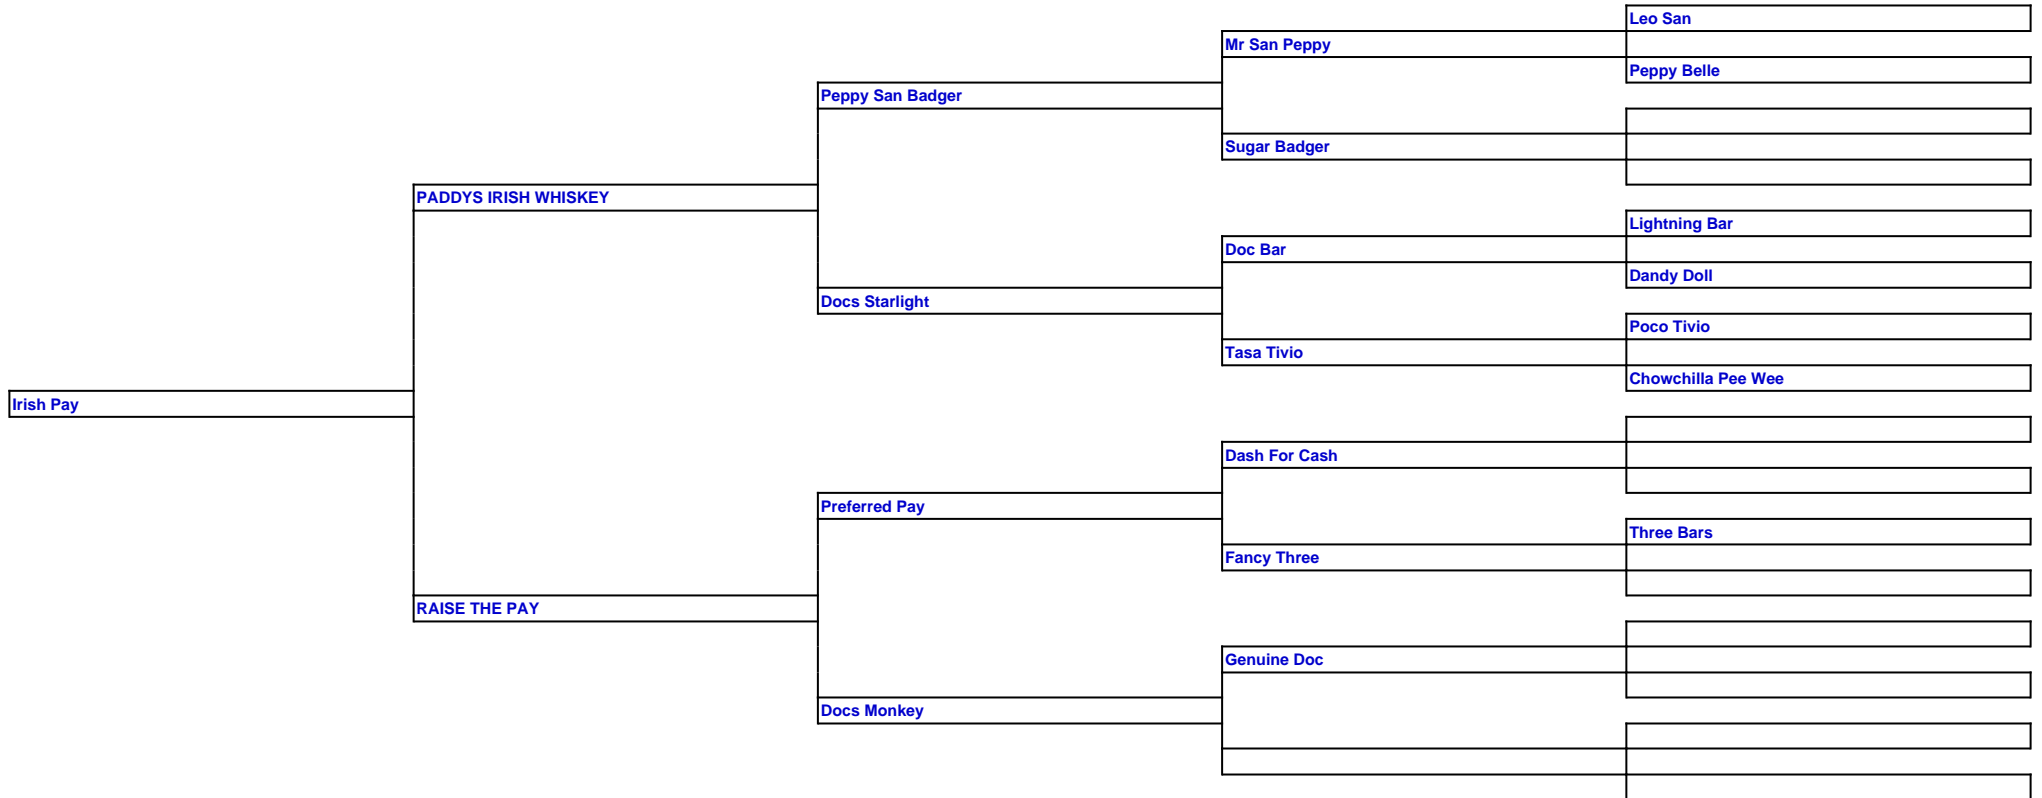 Leo San
Mr San Peppy
Peppy Belle
Peppy San Badger
Sugar Badger
PADDYS IRISH WHISKEY
Lightning Bar
Doc Bar
Dandy Doll
Docs Starlight
Poco Tivio
Tasa Tivio
Chowchilla Pee Wee
Irish Pay
Dash For Cash
Preferred Pay
Three Bars
Fancy Three
RAISE THE PAY
Genuine Doc
Docs Monkey